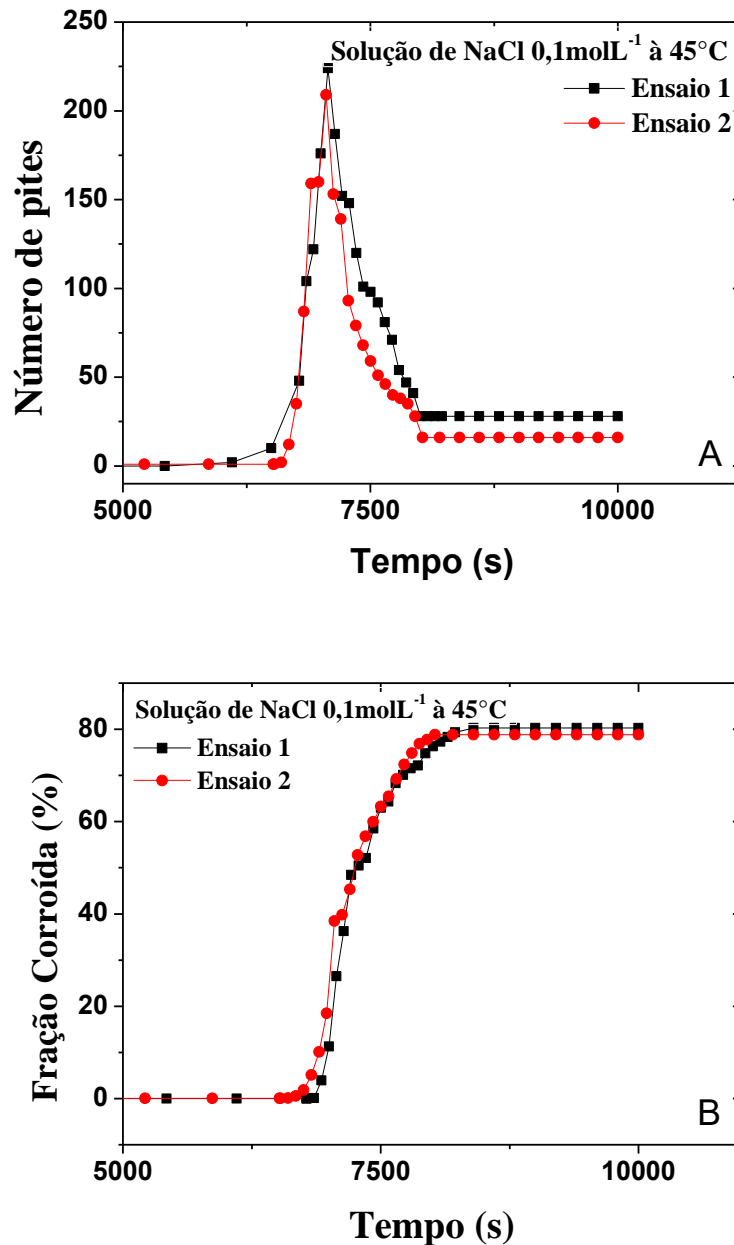 250
200
150
100
50
0
Número de pites
Solução de NaCl 0,1molL⁻¹ à 45°C
Ensaio 1
Ensaio 2
A
5000 7500 10000
Tempo (s)
80
60
40
20
0
Fração Corroída (%)
Solução de NaCl 0,1molL⁻¹ à 45°C
Ensaio 1
Ensaio 2
B
5000 7500 10000
Tempo (s)